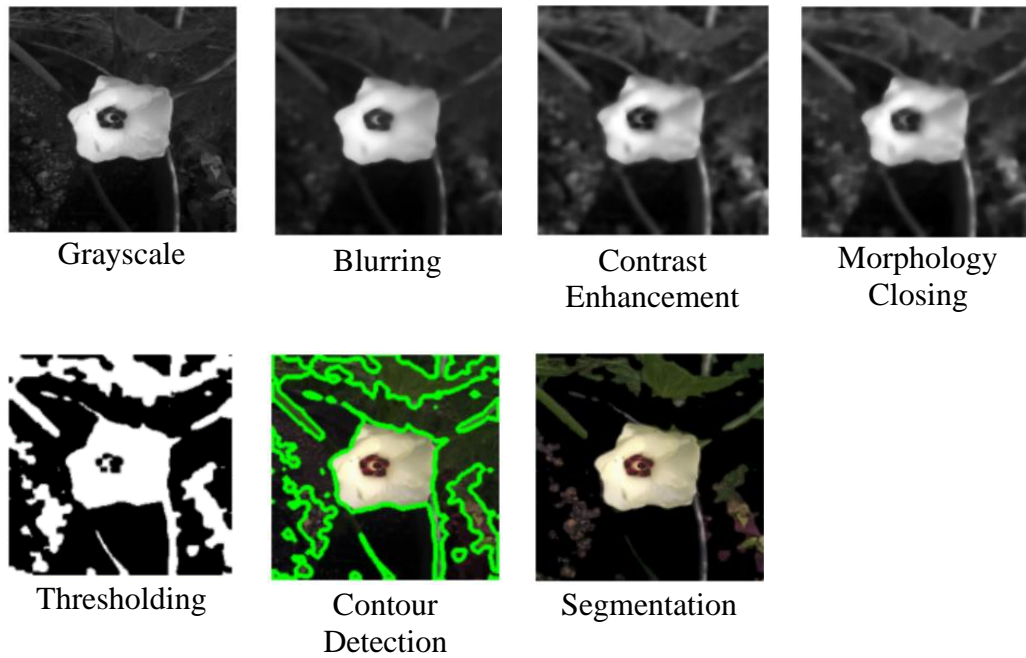 Grayscale
Blurring
Contrast
Enhancement
Morphology
Closing
Thresholding
Contour
Detection
Segmentation